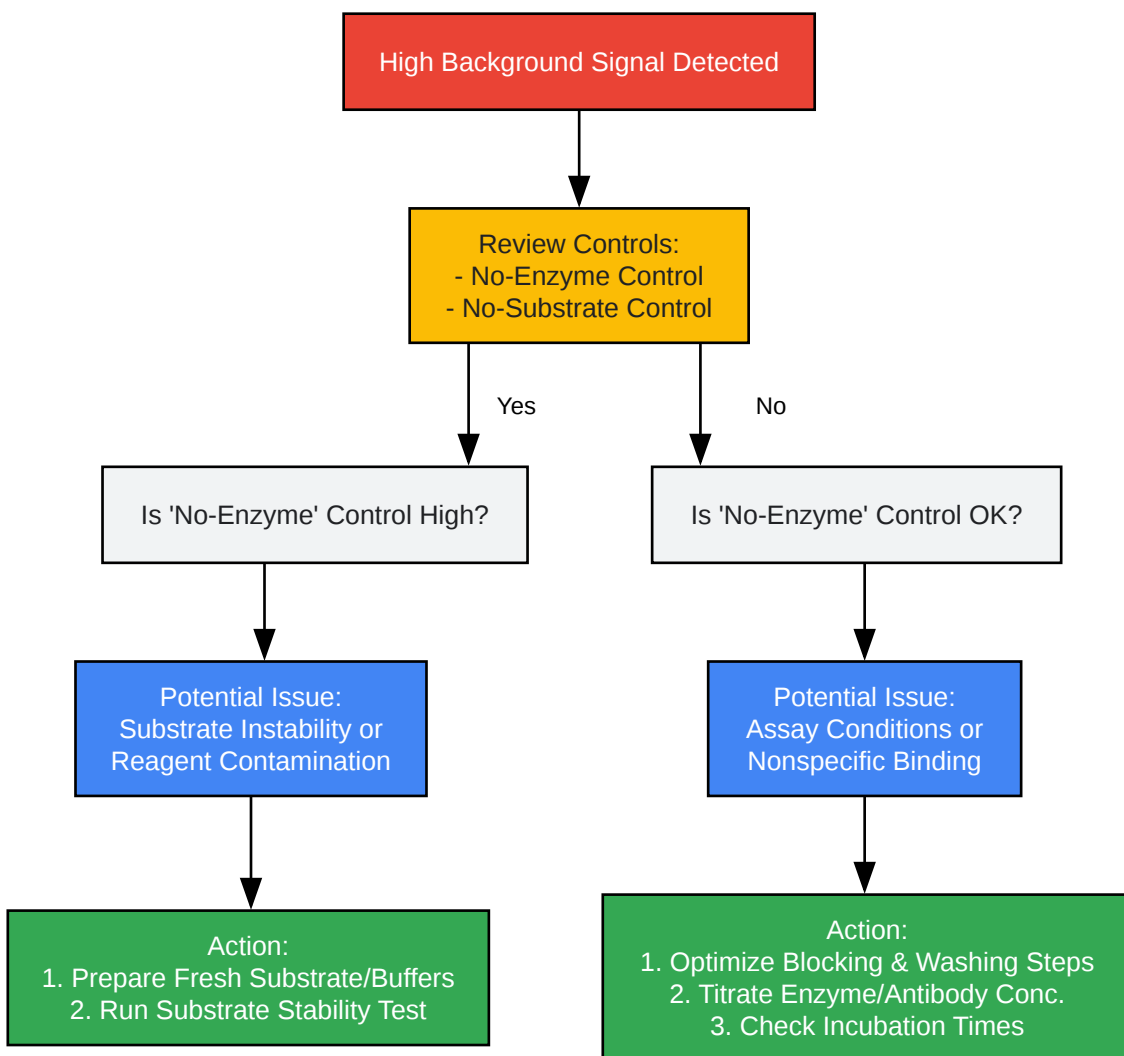 High Background Signal Detected
Review Controls:
- No-Enzyme Control
- No-Substrate Control
Yes
No
Is 'No-Enzyme' Control High?
Is 'No-Enzyme' Control OK?
Potential Issue:
Substrate Instability or
Reagent Contamination
Potential Issue:
Assay Conditions or
Nonspecific Binding
Action:
1. Prepare Fresh Substrate/Buffers
2. Run Substrate Stability Test
Action:
1. Optimize Blocking & Washing Steps
2. Titrate Enzyme/Antibody Conc.
3. Check Incubation Times